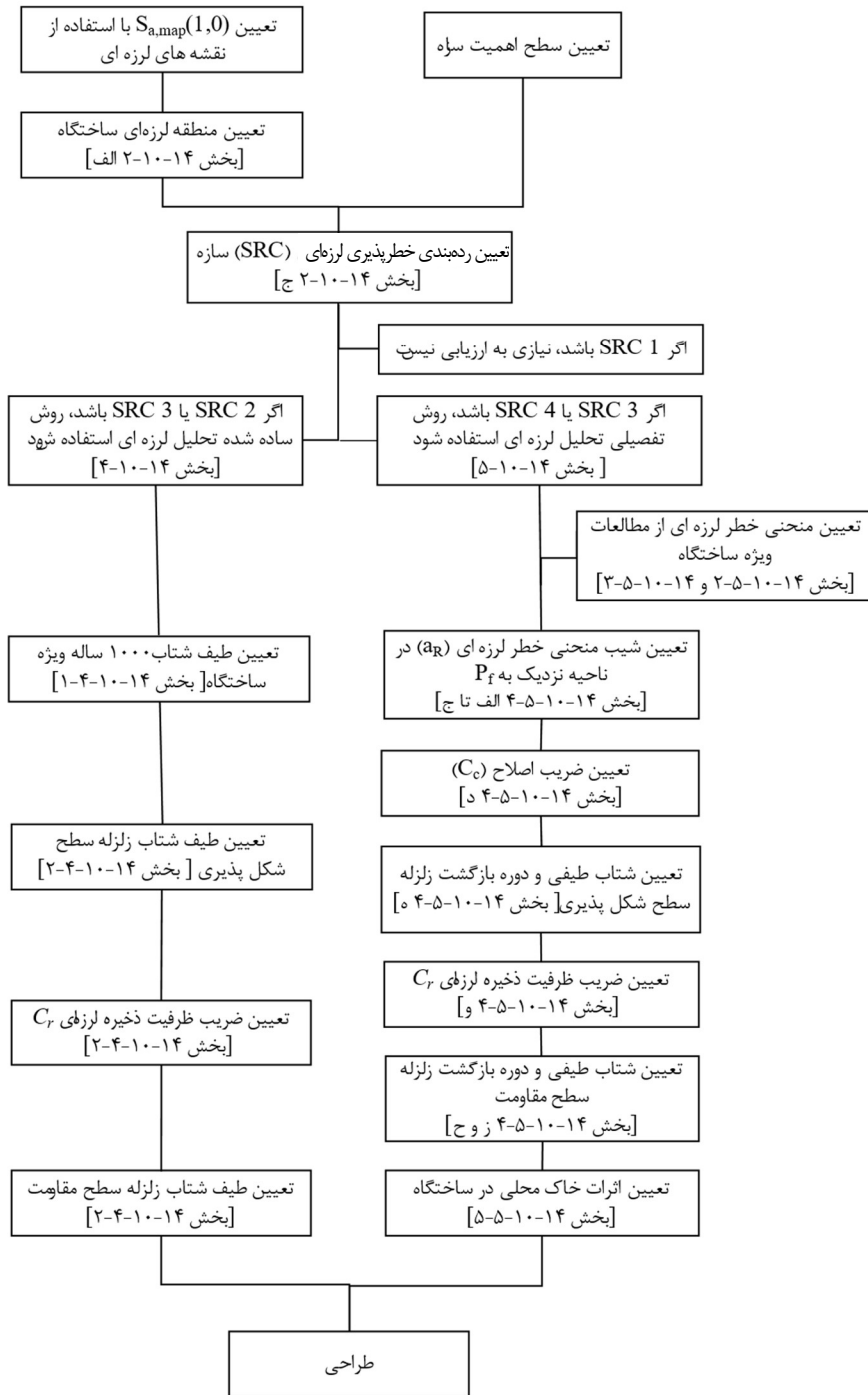 تعیین S_a,map(1,0) با استفاده از
نقشه های لرزه ای
تعیین سطح اهمیت سازه
تعیین منطقه لرزه‌ای ساختگاه
[بخش ۱۴-۱۰-۲ الف]
تعیین رده‌بندی خطرپذیری لرزه‌ای (SRC) سازه
[بخش ۱۴-۱۰-۲ ج]
اگر SRC 1 باشد، نیازی به ارزیابی نیست
اگر SRC 2 یا SRC 3 باشد، روش
ساده شده تحلیل لرزه ای استفاده شود
[بخش ۱۴-۱۰-۴]
اگر SRC 3 یا SRC 4 باشد، روش
تفصیلی تحلیل لرزه ای استفاده شود
[بخش ۱۴-۱۰-۵]
تعیین منحنی خطر لرزه ای از مطالعات
ویژه ساختگاه
[بخش ۱۴-۱۰-۵-۲ و ۱۴-۱۰-۵-۳]
تعیین طیف شتاب۱۰۰۰ ساله ویژه
ساختگاه[بخش ۱۴-۱۰-۴-۱]
تعیین شیب منحنی خطر لرزه ای (a_R) در
ناحیه نزدیک به P_f
[بخش ۱۴-۱۰-۵-۴ الف تا ج]
تعیین ضریب اصلاح (C_c)
[بخش ۱۴-۱۰-۵-۴ د]
تعیین طیف شتاب زلزله سطح
شکل پذیری [بخش ۱۴-۱۰-۴-۲]
تعیین شتاب طیفی و دوره بازگشت زلزله
سطح شکل پذیری[بخش ۱۴-۱۰-۵-۴ ه]
تعیین ضریب ظرفیت ذخیره لرزه‌ای C_r
[بخش ۱۴-۱۰-۴-۲]
تعیین ضریب ظرفیت ذخیره لرزه‌ای C_r
[بخش ۱۴-۱۰-۵-۴ و]
تعیین شتاب طیفی و دوره بازگشت زلزله
سطح مقاومت
[بخش ۱۴-۱۰-۵-۴ ز و ح]
تعیین طیف شتاب زلزله سطح مقاومت
[بخش ۱۴-۱۰-۴-۲]
تعیین اثرات خاک محلی در ساختگاه
[بخش ۱۴-۱۰-۵-۵]
طراحی